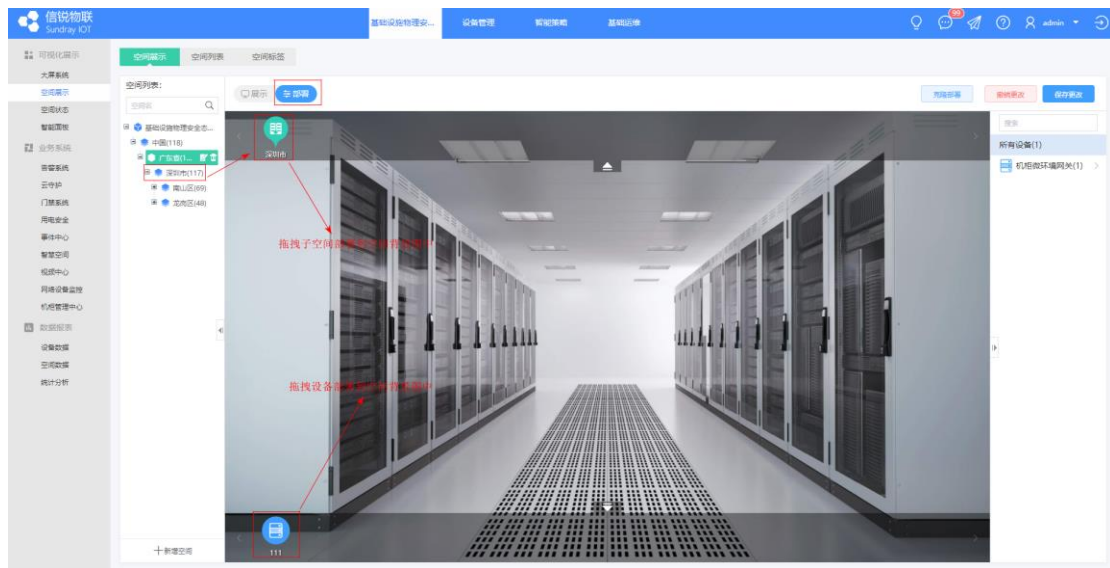 信锐物联
Sundray IOT
基础设施物理安...
设备管理
智能策略
基础运维
99
admin
可视化展示
大屏系统
空间展示
空间状态
智能面板
业务系统
告警系统
云守护
门禁系统
用电安全
事件中心
智慧空间
视频中心
网络设备监控
机柜管理中心
数据报表
设备数据
空间数据
统计分析
空间展示
空间列表
空间标签
空间列表:
基础设施物理安全态...
中国(118)
广东省(1...
深圳市(117)
南山区(69)
龙岗区(48)
十新增空间
展示
部署
克隆部署
撤销更改
保存更改
深圳市
拖拽子空间
拖拽设备
111
搜索
所有设备(1)
机柜微环境网关(1)